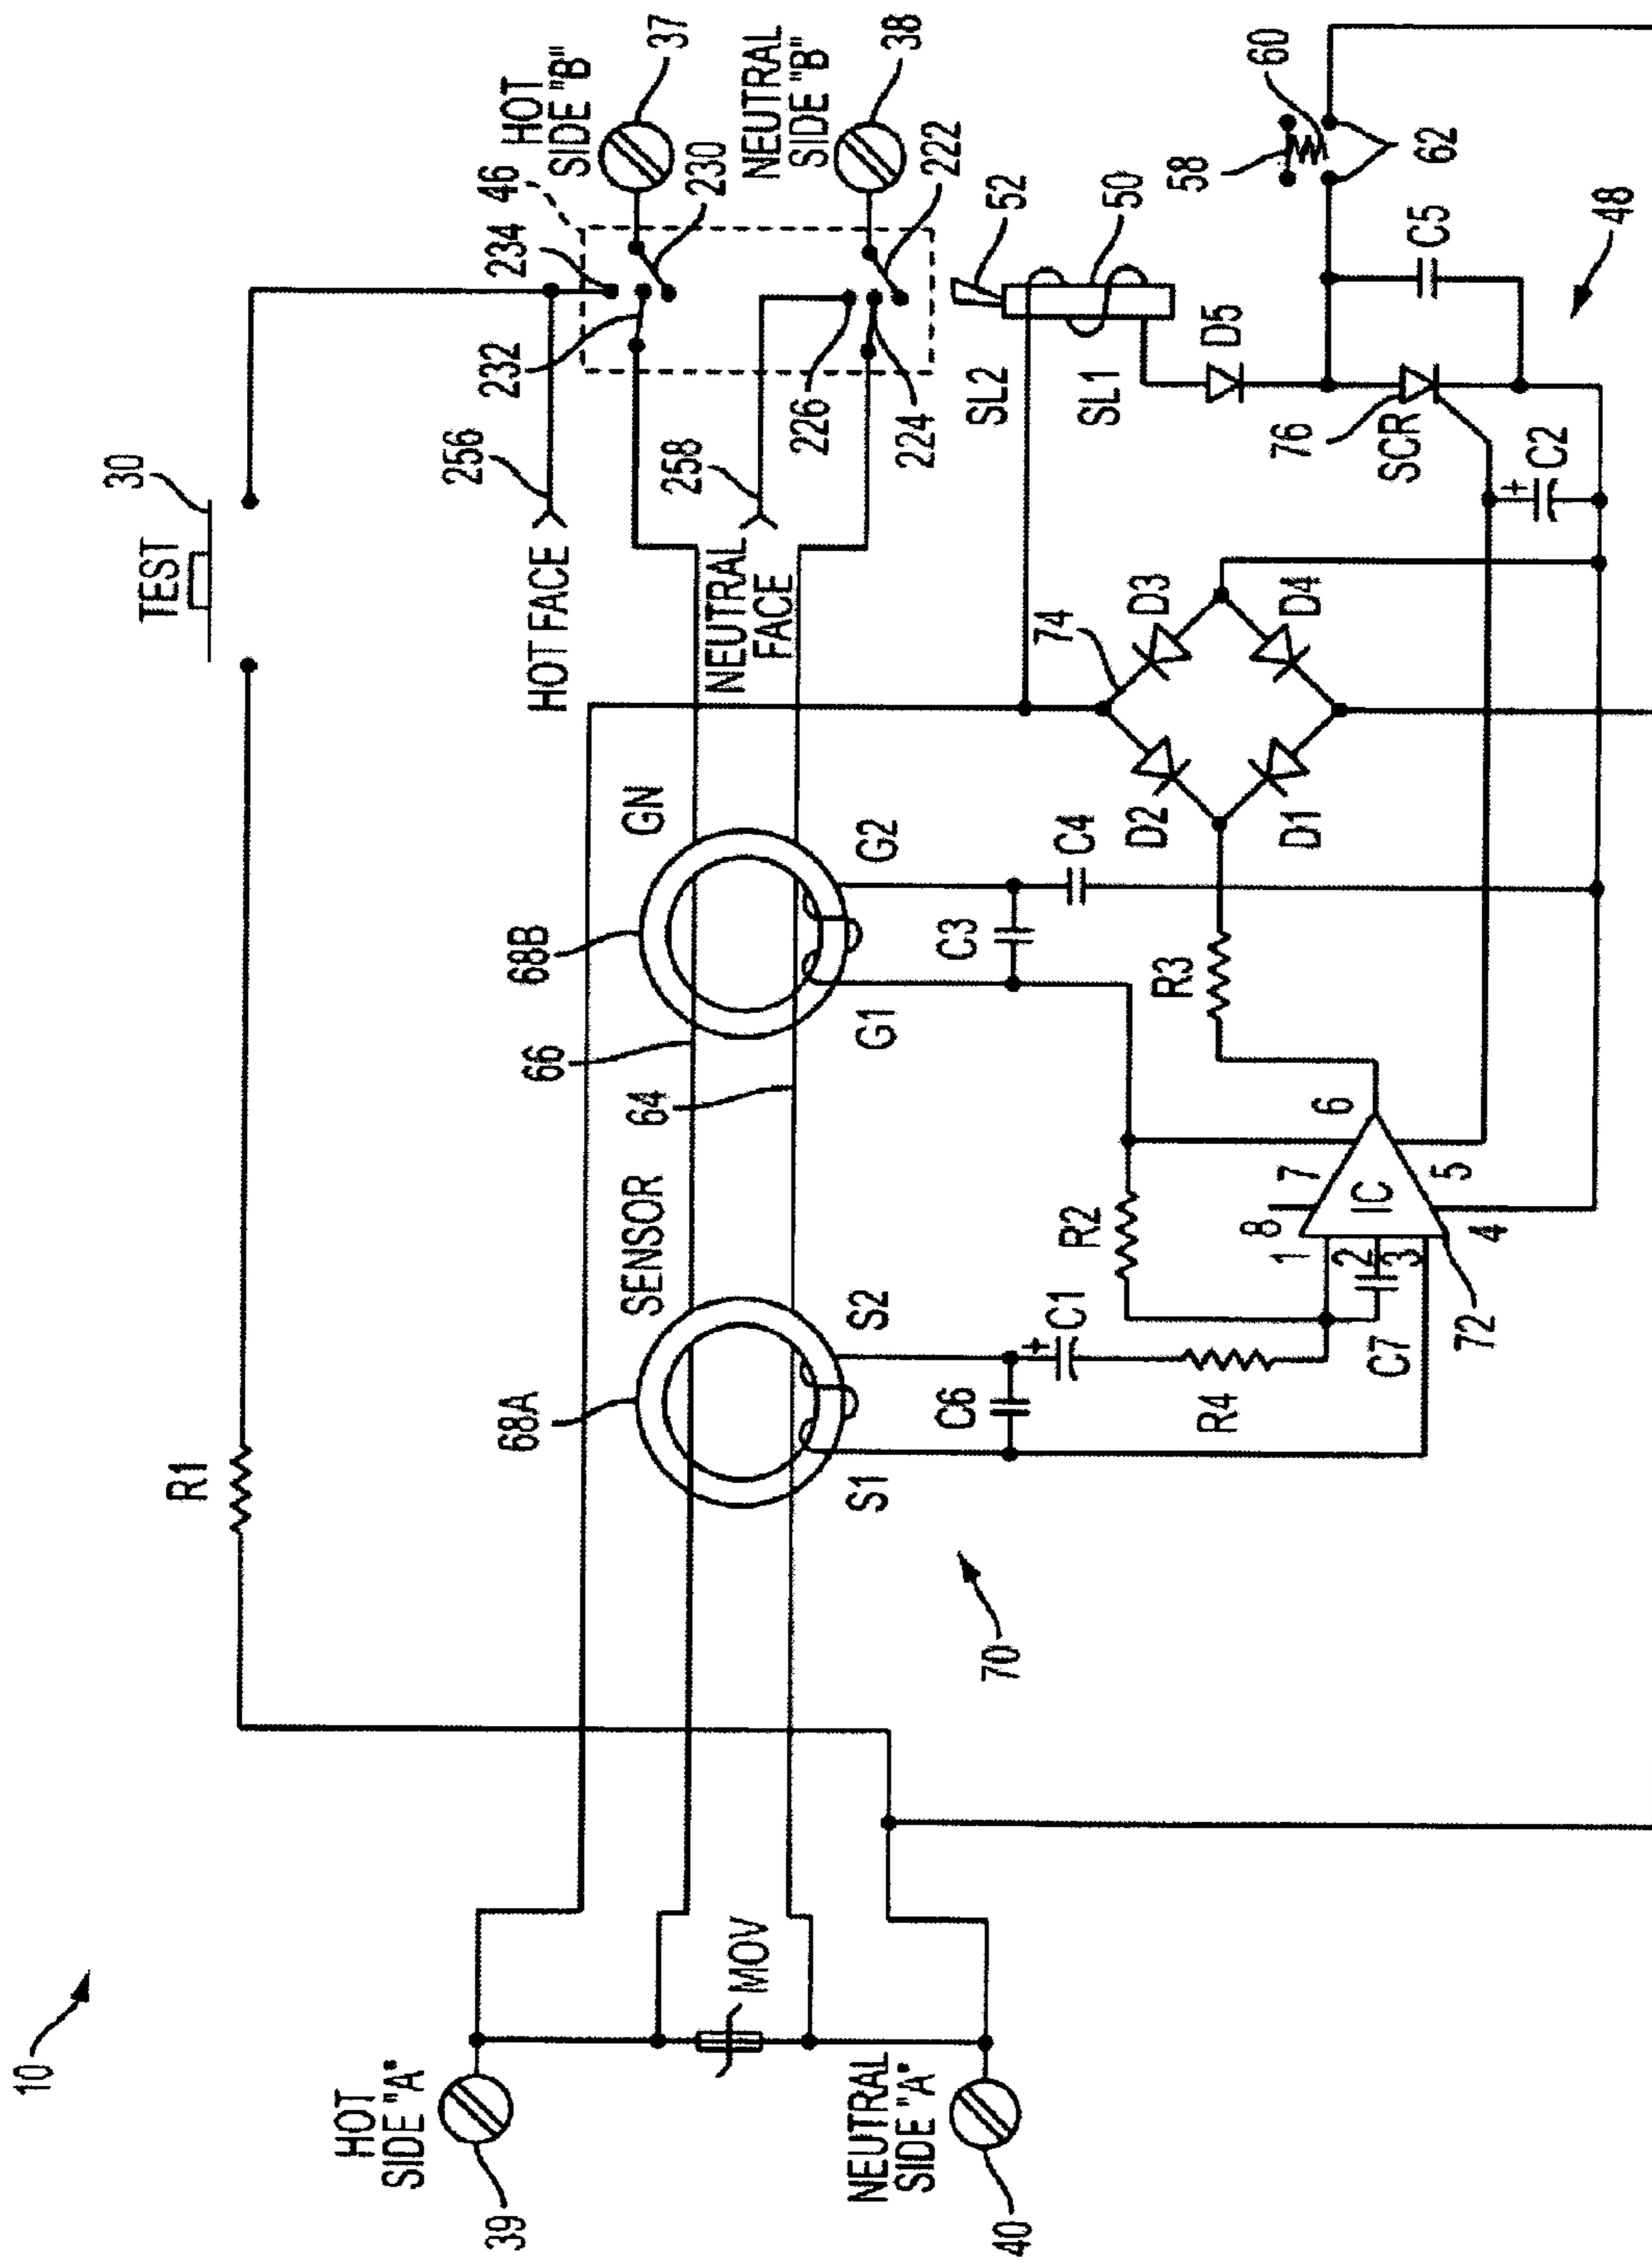 10
TEST
30
R1
HOT
SIDE "A"
39
NEUTRAL
SIDE "A"
40
MOV
68A
SENSOR
66
64
68B
GN
HOT FACE
256
NEUTRAL
FACE
258
232
234
46
HOT
SIDE "B"
37
230
NEUTRAL
SIDE "B"
38
222
226
224
52
50
SL2
SL1
D5
58
60
62
C5
48
76
SCR
C2
+
74
D3
D4
D2
D1
R3
G1
G2
C3
C4
S1
S2
C6
C1
+
R4
R2
C7
72
IC
1
2
3
4
5
6
7
8
70